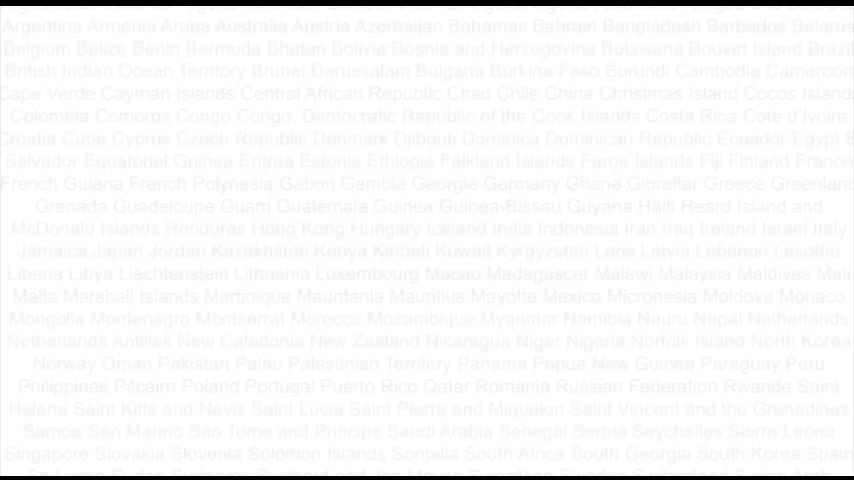 Argentina Armenia Aruba Australia Austria Azerbaijan Bahamas Bahrain Bangladesh Barbados Belarus
Belgium Belize Benin Bermuda Bhutan Bolivia Bosnia and Herzegovina Botswana Bouvet Island Brazil
British Indian Ocean Territory Brunei Darussalam Bulgaria Burkina Faso Burundi Cambodia Cameroon
Cape Verde Cayman Islands Central African Republic Chad Chile China Christmas Island Cocos Islands
Colombia Comoros Congo Congo, Democratic Republic of the Cook Islands Costa Rica Cote d'Ivoire
Croatia Cuba Cyprus Czech Republic Denmark Djibouti Dominica Dominican Republic Ecuador Egypt
Salvador Equatorial Guinea Eritrea Estonia Ethiopia Falkland Islands Faroe Islands Fiji Finland France
French Guiana French Polynesia Gabon Gambia Georgia Germany Ghana Gibraltar Greece Greenland
Grenada Guadeloupe Guam Guatemala Guinea Guinea-Bissau Guyana Haiti Heard Island and
McDonald Islands Honduras Hong Kong Hungary Iceland India Indonesia Iran Iraq Ireland Israel Italy
Jamaica Japan Jordan Kazakhstan Kenya Kiribati Kuwait Kyrgyzstan Lana Latvia Lebanon Lesotho
Liberia Libya Liechtenstein Lithuania Luxembourg Macao Madagascar Malawi Malaysia Maldives Mali
Malta Marshall Islands Martinique Mauritania Mauritius Mayotte Mexico Micronesia Moldova Monaco
Mongolia Montenegro Montserrat Morocco Mozambique Myanmar Namibia Nauru Nepal Netherlands
Netherlands Antilles New Caledonia New Zealand Nicaragua Niger Nigeria Norfolk Island North Korea
Norway Oman Pakistan Palau Palestinian Territory Panama Papua New Guinea Paraguay Peru
Philippines Pitcairn Poland Portugal Puerto Rico Qatar Romania Russian Federation Rwanda Saint
Helena Saint Kitts and Nevis Saint Lucia Saint Pierre and Miquelon Saint Vincent and the Grenadines
Samoa San Marino Sao Tome and Principe Saudi Arabia Senegal Serbia Seychelles Sierra Leone
Singapore Slovakia Slovenia Solomon Islands Somalia South Africa South Georgia South Korea Spain